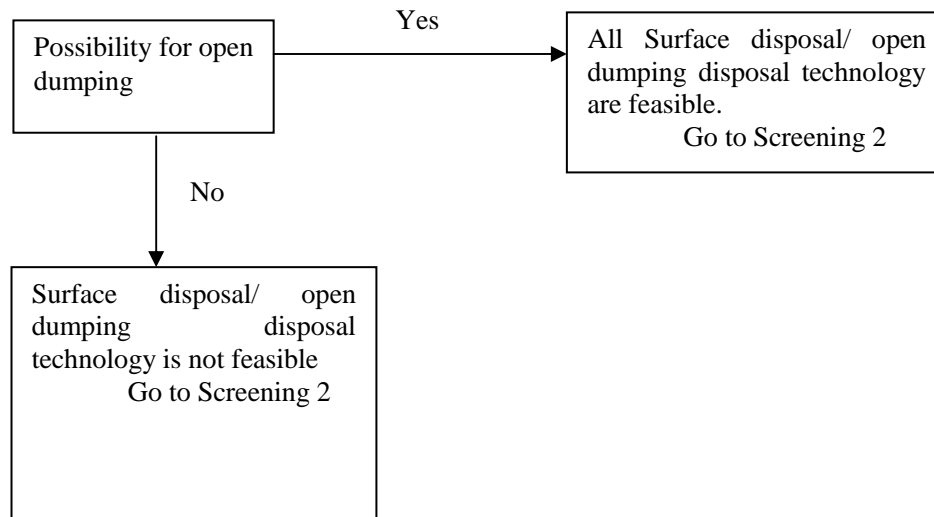 Possibility for open
dumping
Yes
All Surface disposal/ open
dumping disposal technology
are feasible.
Go to Screening 2
No
Surface disposal/ open
dumping disposal
technology is not feasible
Go to Screening 2